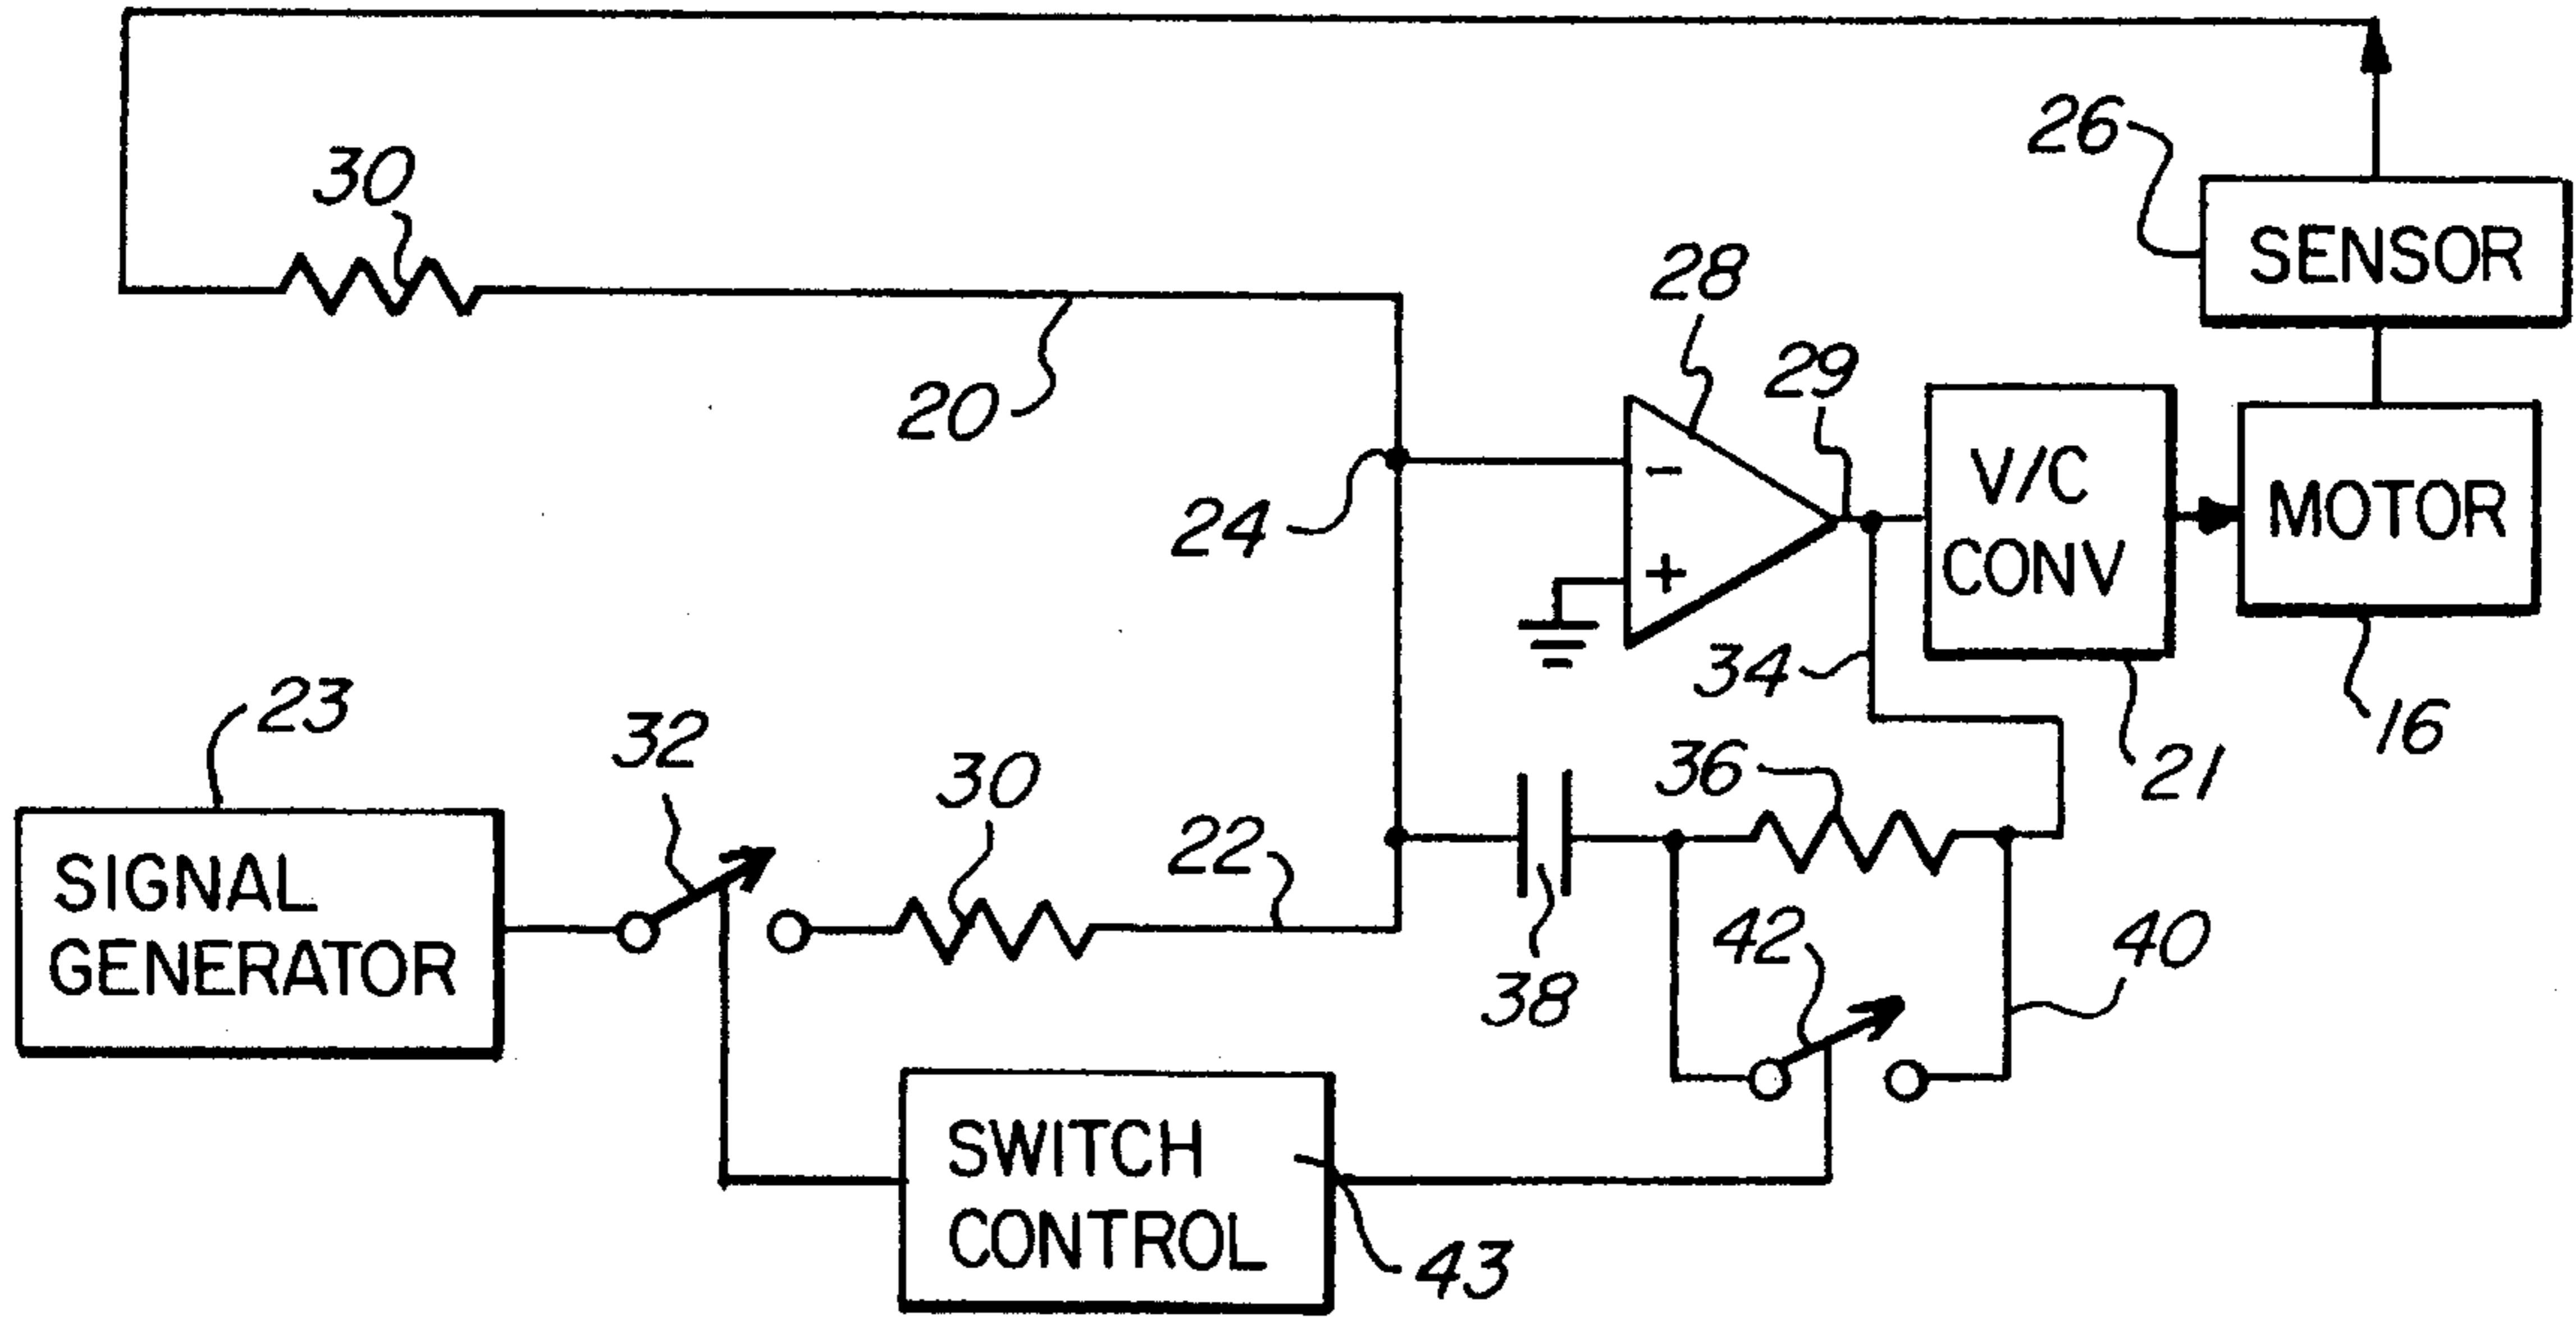 30
26
SENSOR
28
29
20
V/C
CONV
MOTOR
24
-
+
34
23
32
30
36
16
21
22
SIGNAL
GENERATOR
42
40
38
SWITCH
CONTROL
43